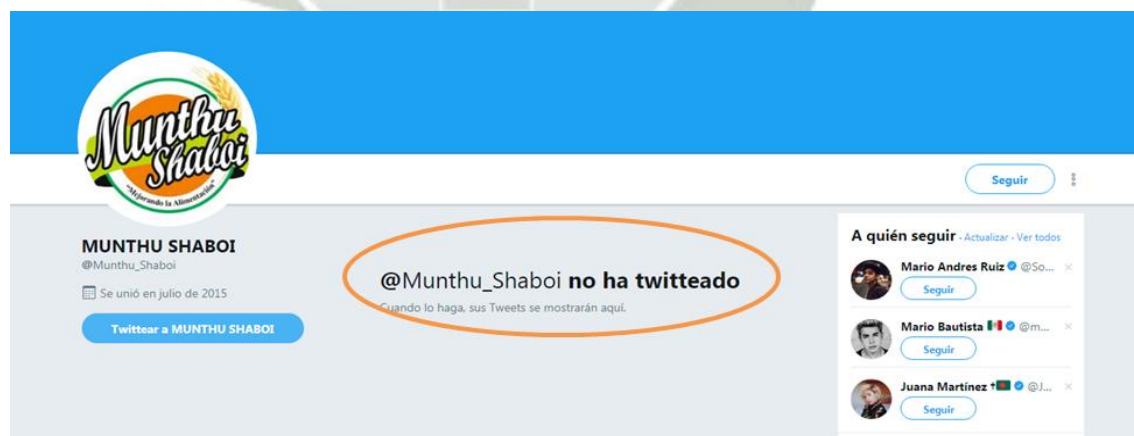 Munthu
Shaboi
"Mejorando la Alimentación"
Seguir
MUNTHU SHABOI
@Munthu_Shaboi
Se unió en julio de 2015
Twittear a MUNTHU SHABOI
@Munthu_Shaboi no ha twitteado
Cuando lo haga, sus Tweets se mostrarán aquí.
A quién seguir · Actualizar · Ver todos
Mario Andres Ruiz @So...
Seguir
Mario Bautista @m...
Seguir
Juana Martínez @J...
Seguir